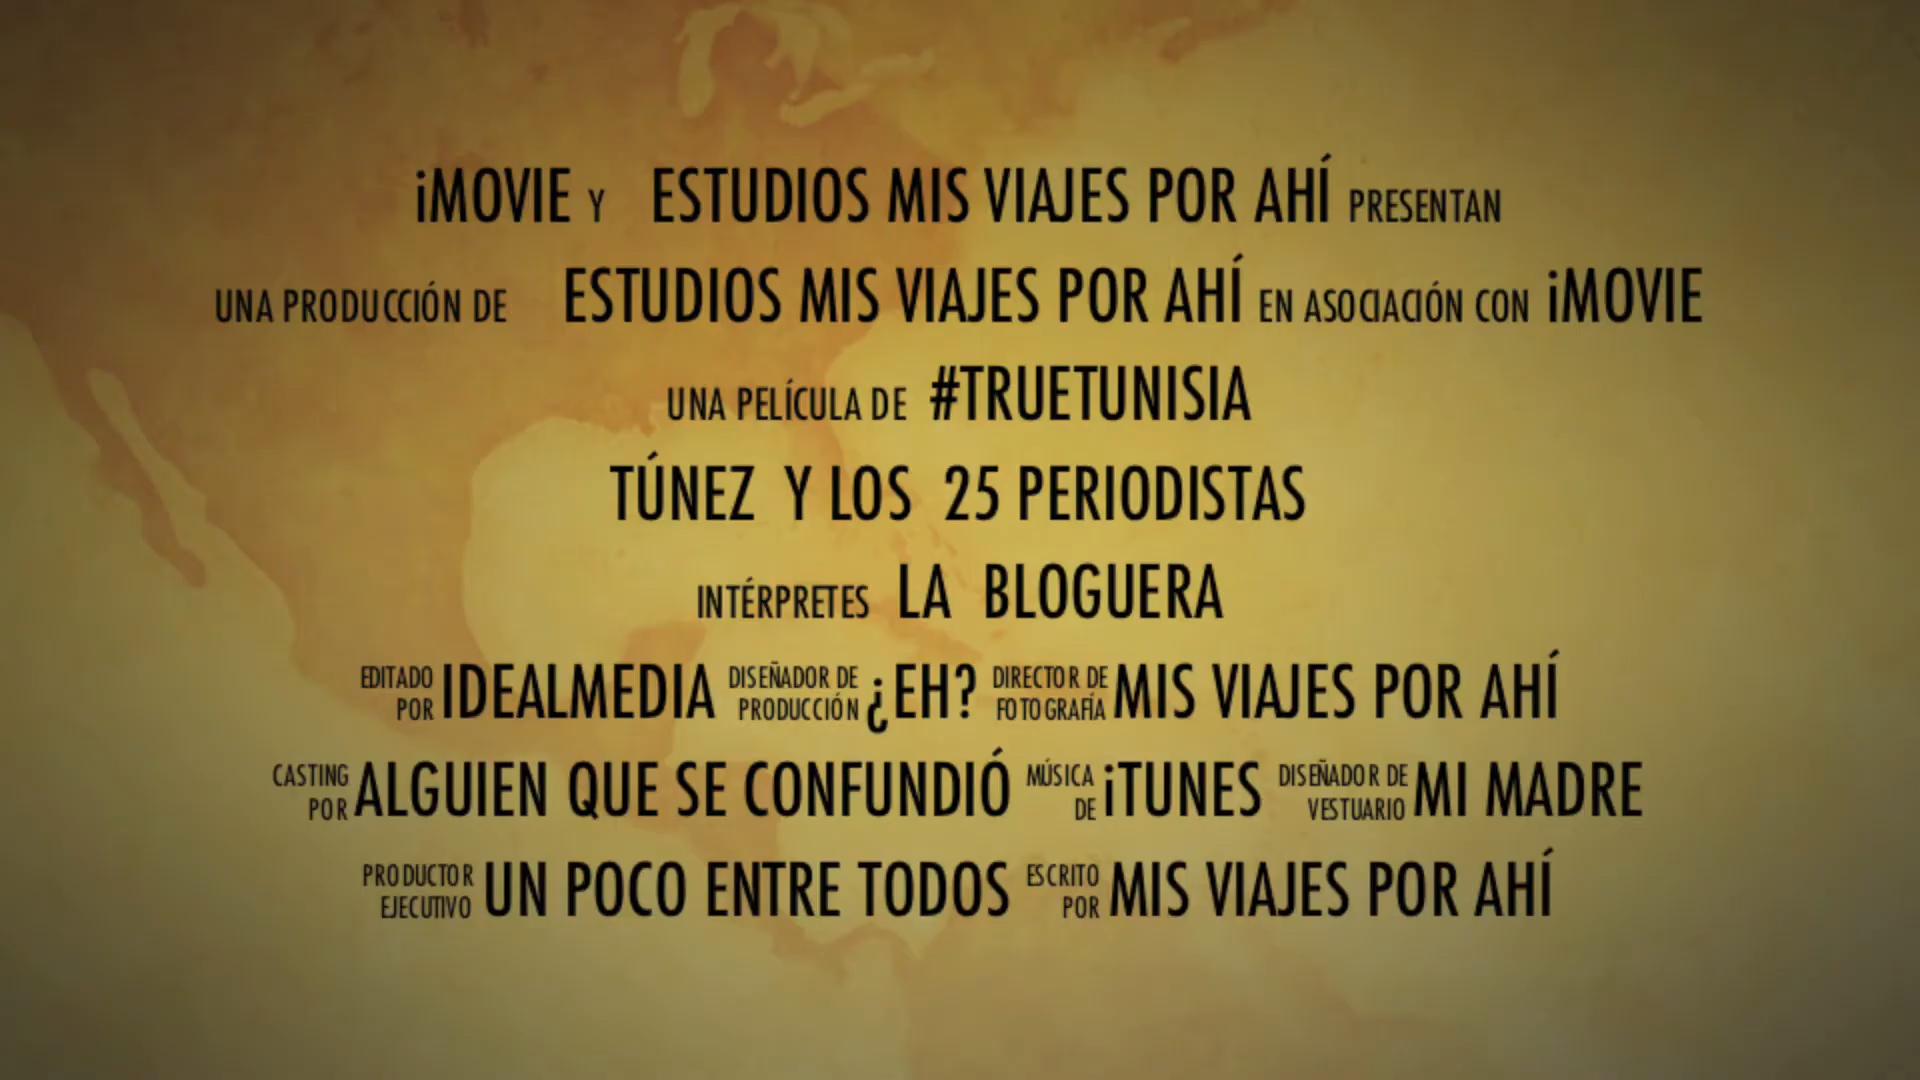 iMOVIE Y ESTUDIOS MIS VIAJES POR AHÍ PRESENTAN
UNA PRODUCCIÓN DE ESTUDIOS MIS VIAJES POR AHÍ EN ASOCIACIÓN CON iMOVIE
UNA PELÍCULA DE #TRUETUNISIA
TÚNEZ Y LOS 25 PERIODISTAS
INTÉRPRETES LA BLOGUERA
EDITADO POR IDEALMEDIA DISEÑADOR DE PRODUCCIÓN ¿EH? DIRECTOR DE FOTOGRAFÍA MIS VIAJES POR AHÍ
CASTING POR ALGUIEN QUE SE CONFUNDIÓ MÚSICA DE iTUNES DISEÑADOR DE VESTUARIO MI MADRE
PRODUCTOR EJECUTIVO UN POCO ENTRE TODOS ESCRITO POR MIS VIAJES POR AHÍ